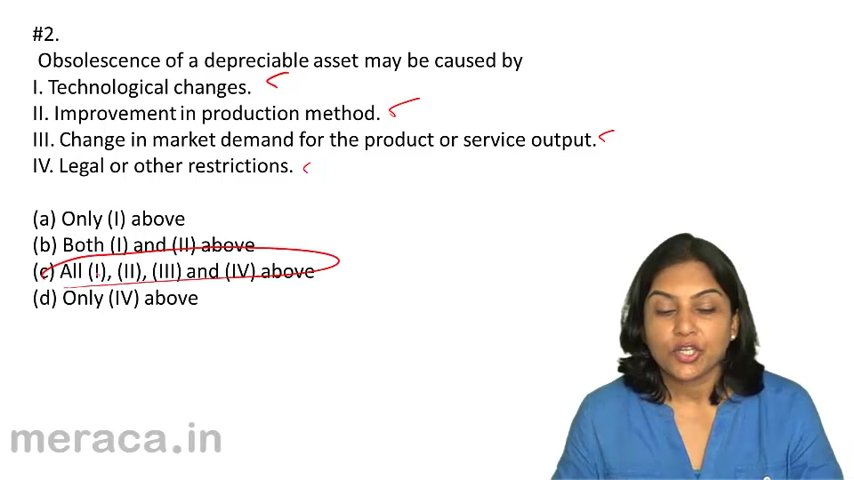 #2.
Obsolescence of a depreciable asset may be caused by
I. Technological changes.
II. Improvement in production method.
III. Change in market demand for the product or service output.
IV. Legal or other restrictions.
(a) Only (I) above
(b) Both (I) and (II) above
(c) All (I), (II), (III) and (IV) above
(d) Only (IV) above
meraca.in